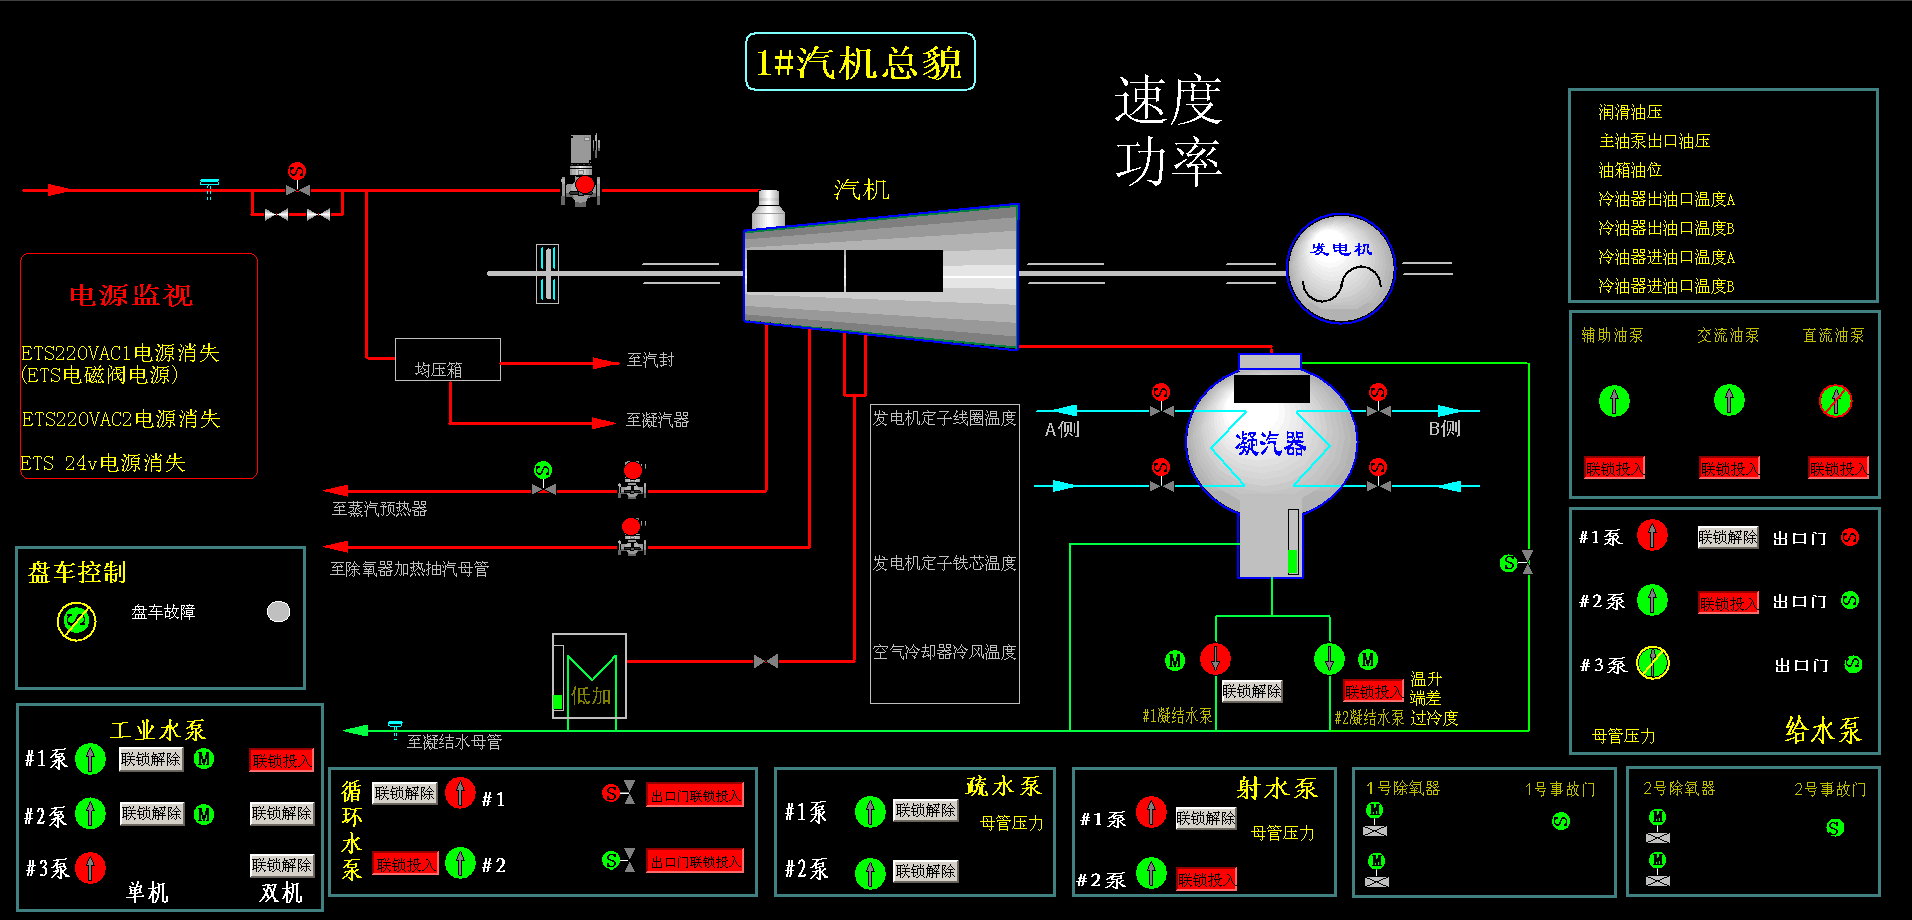 1#汽机总貌
速度
功率
汽机
发电机
润滑油压
主油泵出口油压
油箱油位
冷油器出油口温度A
冷油器出油口温度B
冷油器进油口温度A
冷油器进油口温度B
电源监视
ETS220VAC1电源消失
(ETS电磁阀电源)
ETS220VAC2电源消失
ETS 24v电源消失
均压箱
至汽封
至凝汽器
至蒸汽预热器
至除氧器加热抽汽母管
发电机定子线圈温度
发电机定子铁芯温度
空气冷却器冷风温度
A侧
B侧
凝汽器
S
S
S
S
S
S
S
辅助油泵
交流油泵
直流油泵
联锁投入
联锁投入
联锁投入
#1泵
联锁解除
出口门
S
#2泵
联锁投入
出口门
S
#3泵
出口门
S
母管压力
给水泵
盘车控制
S
盘车故障
低加
M
M
联锁解除
联锁投入
#1凝结水泵
#2凝结水泵
温升
端差
过冷度
至凝结水母管
工业水泵
#1泵
联锁解除
M
联锁投入
#2泵
联锁解除
M
联锁解除
#3泵
联锁解除
单机
双机
循环水泵
联锁解除
#1
S
出口门联锁投入
联锁投入
#2
S
出口门联锁投入
疏水泵
#1泵
联锁解除
母管压力
#2泵
联锁解除
射水泵
#1泵
联锁解除
母管压力
#2泵
联锁投入
1号除氧器
1号事故门
M
S
M
2号除氧器
2号事故门
M
S
M